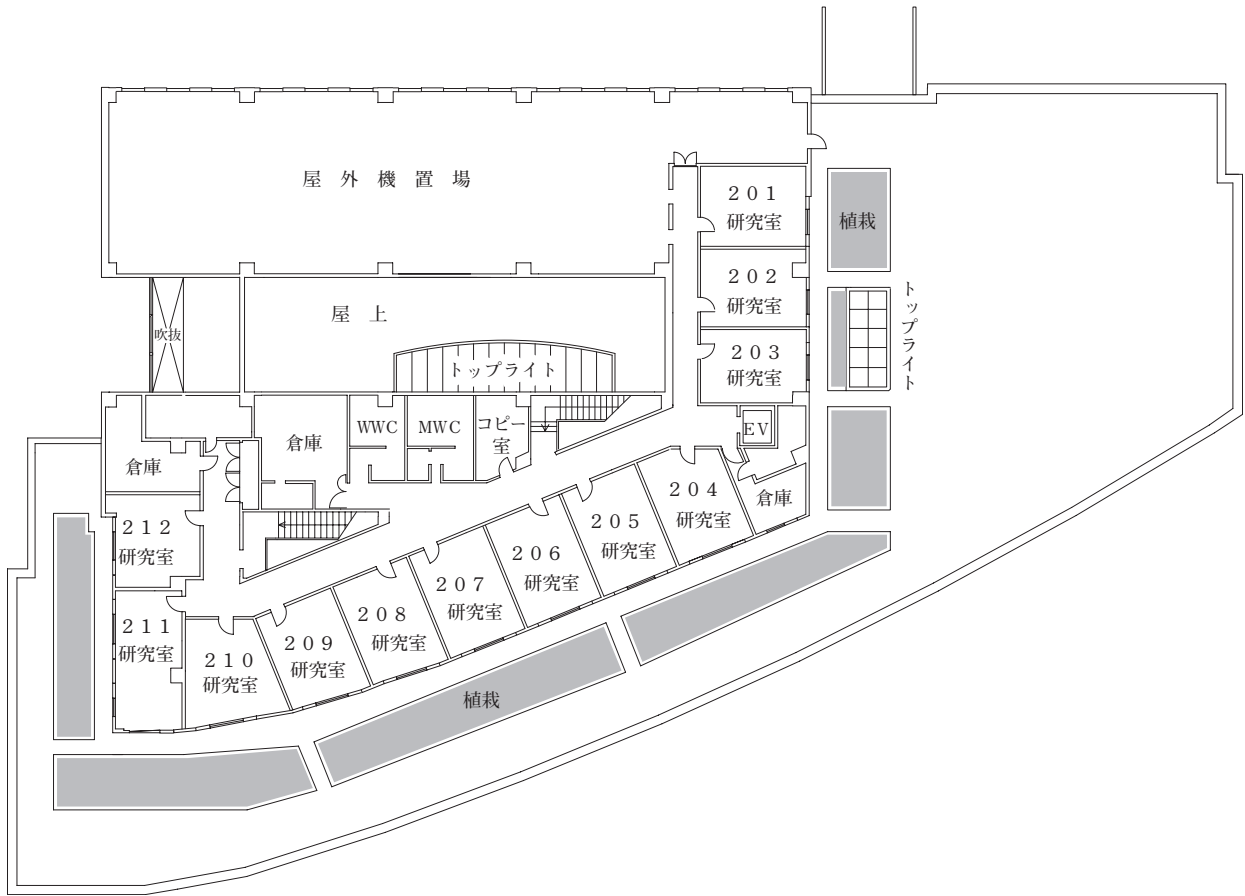 屋外機置場
２０１
研究室
植栽
２０２
研究室
トップライト
屋上
吹抜
２０３
研究室
トップライト
倉庫
倉庫
WWC
MWC
コピー
室
EV
２０４
研究室
倉庫
２０５
研究室
２０６
研究室
２０７
研究室
２０８
研究室
２０９
研究室
２１０
研究室
２１１
研究室
２１２
研究室
植栽